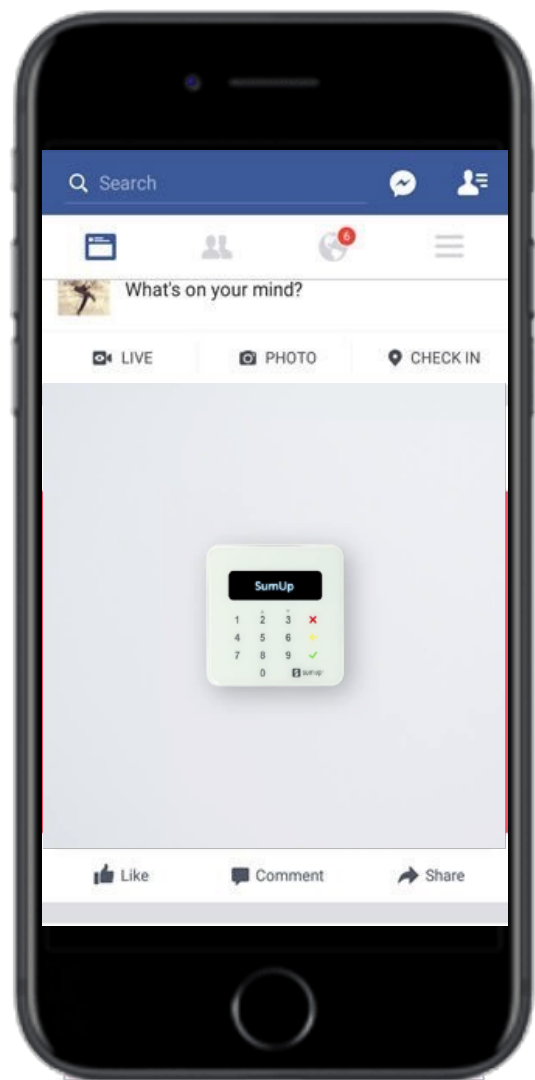 Search
6
What's on your mind?
LIVE PHOTO CHECK IN
SumUp
1 2 3
4 5 6
7 8 9
0 sumup
Like Comment Share